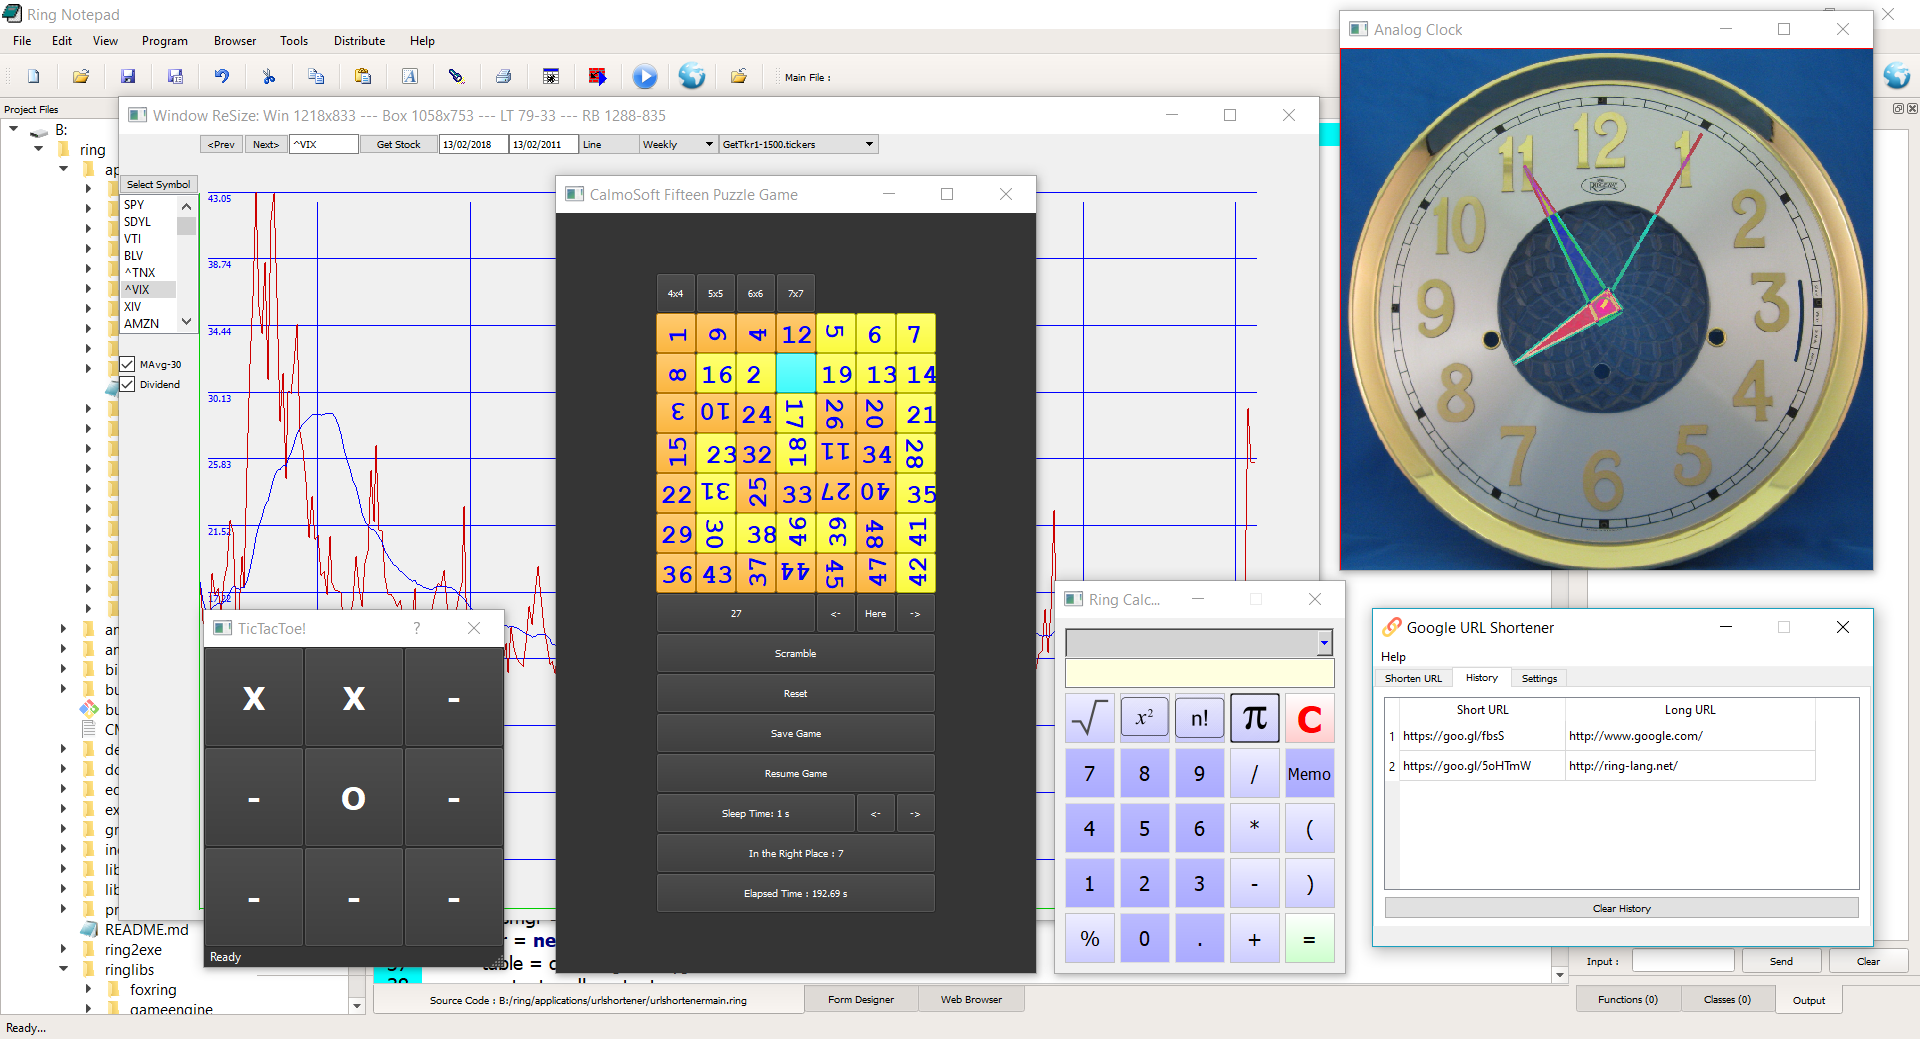 Ring Notepad
File Edit View Program Browser Tools Distribute Help
Main File :
Project Files
B:
ring
README.md
ring2exe
ringlibs
foxring
gameengine
Ready...
Window ReSize: Win 1218x833 --- Box 1058x753 --- LT 79-33 --- RB 1288-835
<Prev Next> ^VIX Get Stock 13/02/2018 13/02/2011 Line Weekly GetTkr1-1500.tickers
Select Symbol
SPY
SDYL
VTI
BLV
^TNX
^VIX
XIV
AMZN
MAvg-30
Dividend
43.05
38.74
34.44
30.13
25.83
21.52
17.22
TicTacToe! ?
X X -
- O -
- - -
Ready
CalmoSoft Fifteen Puzzle Game
4x4 5x5 6x6 7x7
1 9 4 12 5 6 7
8 16 2 19 13 14
3 10 24 17 26 20 21
15 23 32 18 11 34 28
22 31 25 33 27 40 35
29 30 38 46 39 48 41
36 43 37 44 45 47 42
27 <- Here ->
Scramble
Reset
Save Game
Resume Game
Sleep Time: 1 s <- ->
In the Right Place : 7
Elapsed Time : 192.69 s
Source Code : B:/ring/applications/urlshortener/urlshortenermain.ring Form Designer Web Browser
Analog Clock
12
1
2
3
4
5
6
7
8
9
10
11
Ring Calc...
√ x² n! π C
7 8 9 / Memo
4 5 6 * (
1 2 3 - )
% 0 . + =
Google URL Shortener
Help
Shorten URL History Settings
Short URL Long URL
1 https://goo.gl/fbsS http://www.google.com/
2 https://goo.gl/5oHTmW http://ring-lang.net/
Clear History
Input : Send Clear
Functions (0) Classes (0) Output